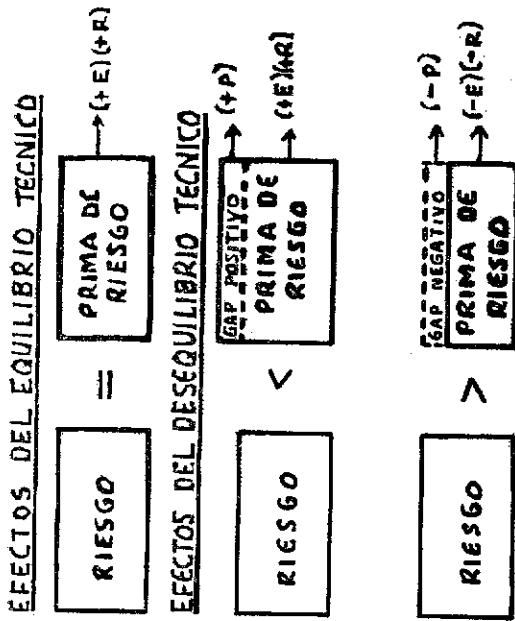 EFECTOS DEL EQUILIBRIO TECNICO
RIESGO = PRIMA DE RIESGO → (+E)(+R)
EFECTOS DEL DESEQUILIBRIO TECNICO
GAP POSITIVO → (+P)
RIESGO < PRIMA DE RIESGO → (+E)(+R)
GAP NEGATIVO → (-P)
RIESGO > PRIMA DE RIESGO → (-E)(-R)